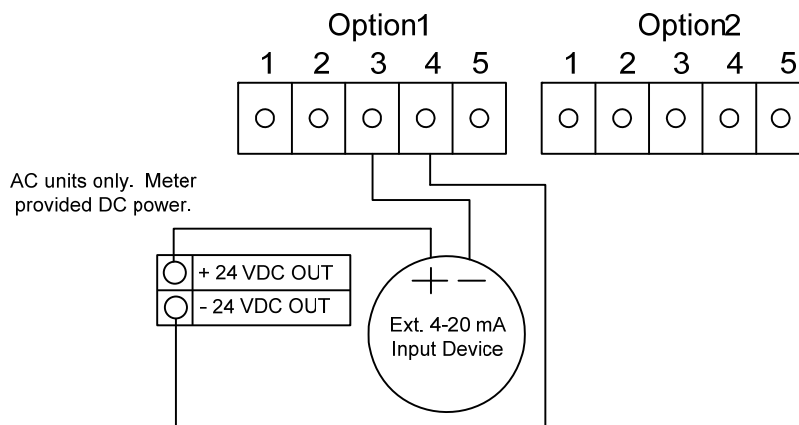 Option1
Option2
1 2 3 4 5
1 2 3 4 5
AC units only. Meter
provided DC power.
+ 24 VDC OUT
- 24 VDC OUT
+ −
Ext. 4-20 mA
Input Device